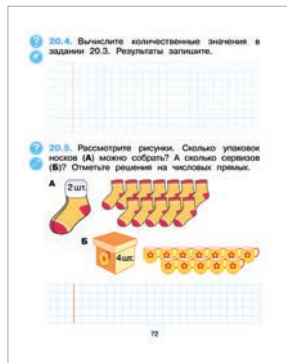 20.4. Вычислите количественные значения в
задании 20.3. Результаты запишите.
20.5. Рассмотрите рисунки. Сколько упаковок
носков (А) можно собрать? А сколько сервизов
(Б)? Отметьте решения на числовых прямых.
А
2 шт.
Б
4 шт.
72